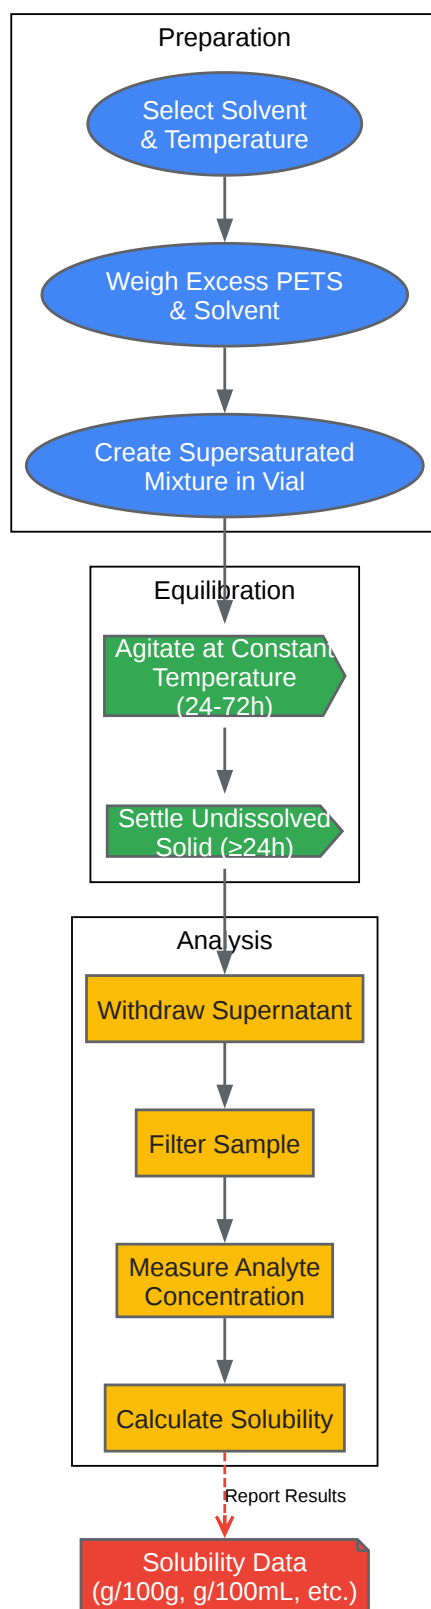 Preparation
Select Solvent
& Temperature
Weigh Excess PETS
& Solvent
Create Supersaturated
Mixture in Vial
Equilibration
Agitate at Constant
Temperature
(24-72h)
Settle Undissolved
Solid (≥24h)
Analysis
Withdraw Supernatant
Filter Sample
Measure Analyte
Concentration
Calculate Solubility
Report Results
Solubility Data
(g/100g, g/100mL, etc.)